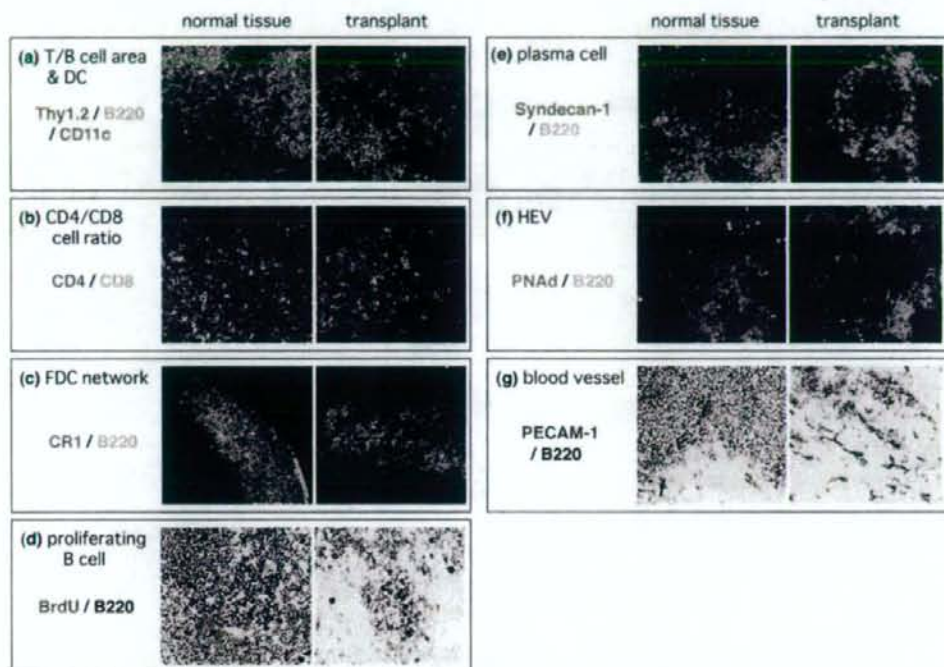 normal tissue transplant
(a) T/B cell area
& DC
Thy1.2 / B220
/ CD11c
(b) CD4/CD8
cell ratio
CD4 / CD8
(c) FDC network
CR1 / B220
(d) proliferating
B cell
BrdU / B220
normal tissue transplant
(e) plasma cell
Syndecan-1
/ B220
(f) HEV
PNAd / B220
(g) blood vessel
PECAM-1
/ B220